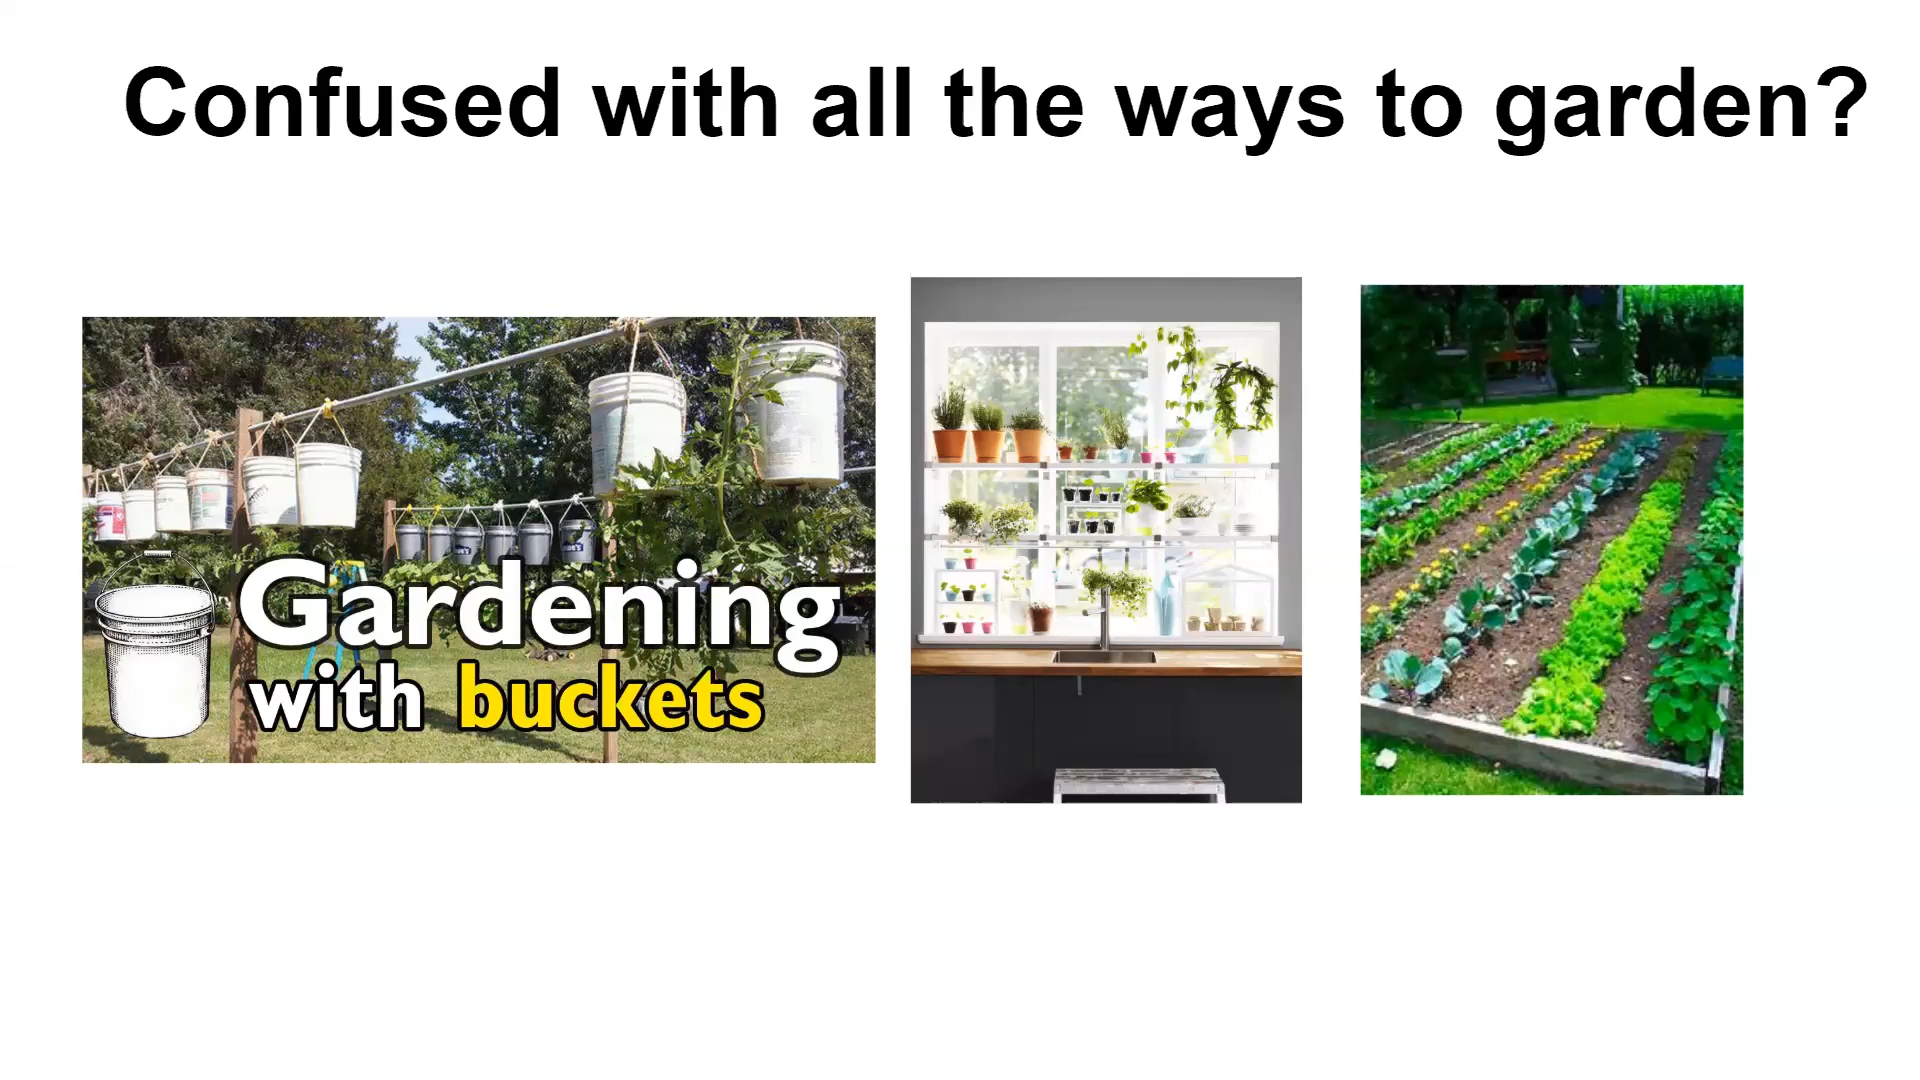 Confused with all the ways to garden?
Gardening
with buckets